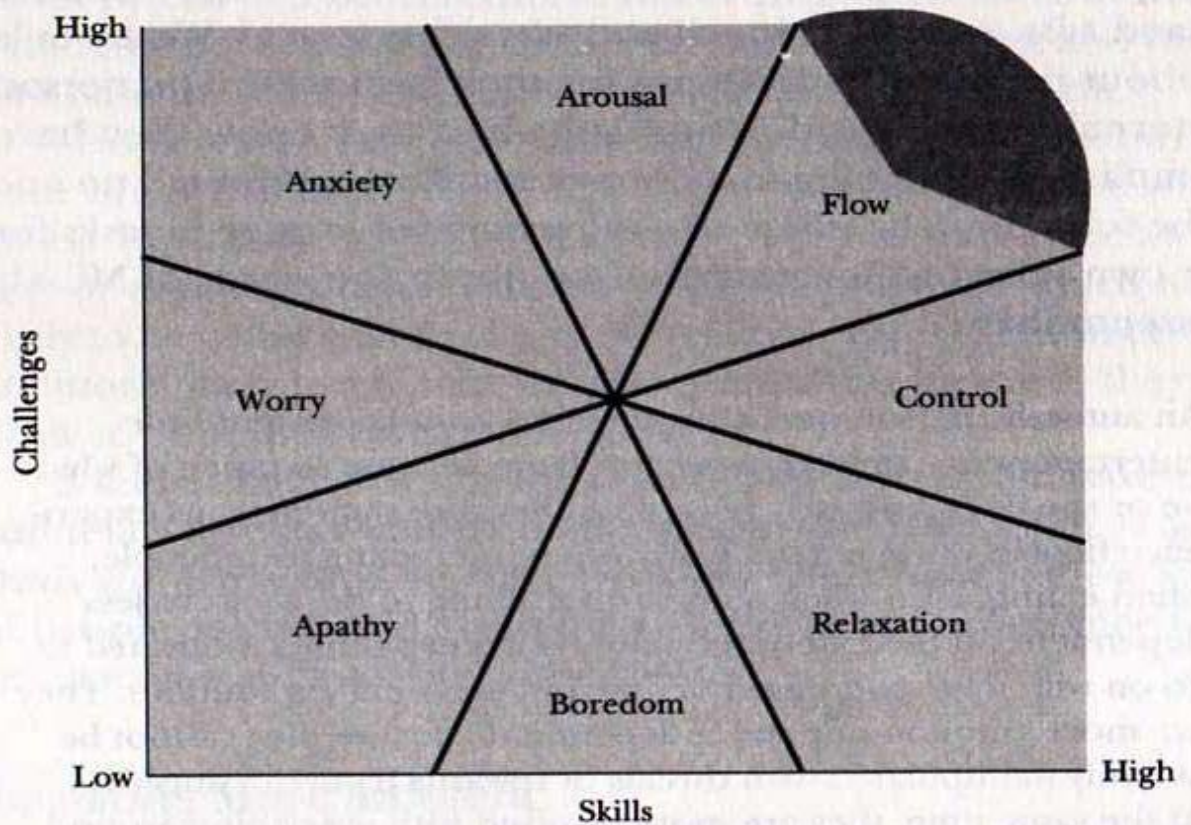 High
Arousal
Anxiety
Flow
Challenges
Worry
Control
Apathy
Relaxation
Boredom
Low
High
Skills